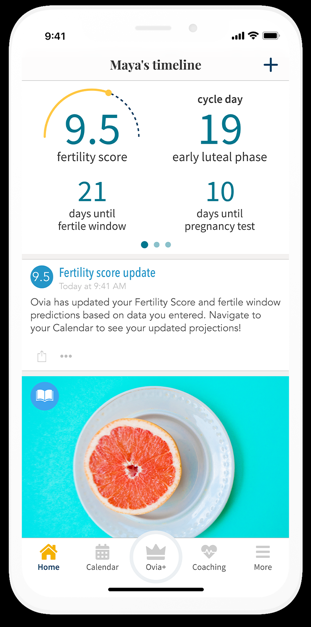 9:41
Maya's timeline
+
9.5
fertility score
cycle day
19
early luteal phase
21
days until
fertile window
10
days until
pregnancy test
9.5
Fertility score update
Today at 9:41 AM
Ovia has updated your Fertility Score and fertile window
predictions based on data you entered. Navigate to
your Calendar to see your updated projections!
Home
Calendar
Ovia+
Coaching
More